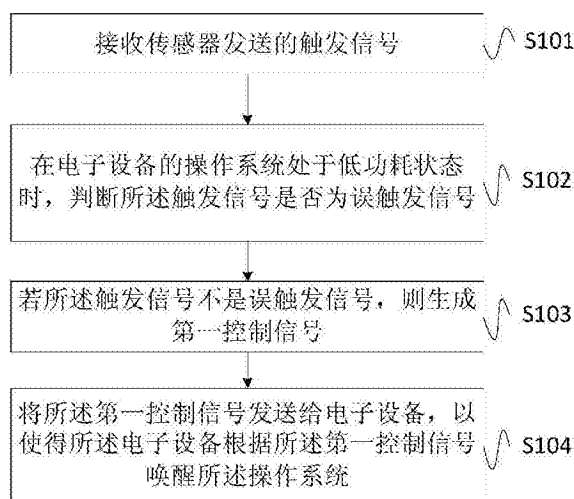 接收传感器发送的触发信号
S101
在电子设备的操作系统处于低功耗状态
时，判断所述触发信号是否为误触发信号
S102
若所述触发信号不是误触发信号，则生成
第一控制信号
S103
将所述第一控制信号发送给电子设备，以
使得所述电子设备根据所述第一控制信号
唤醒所述操作系统
S104